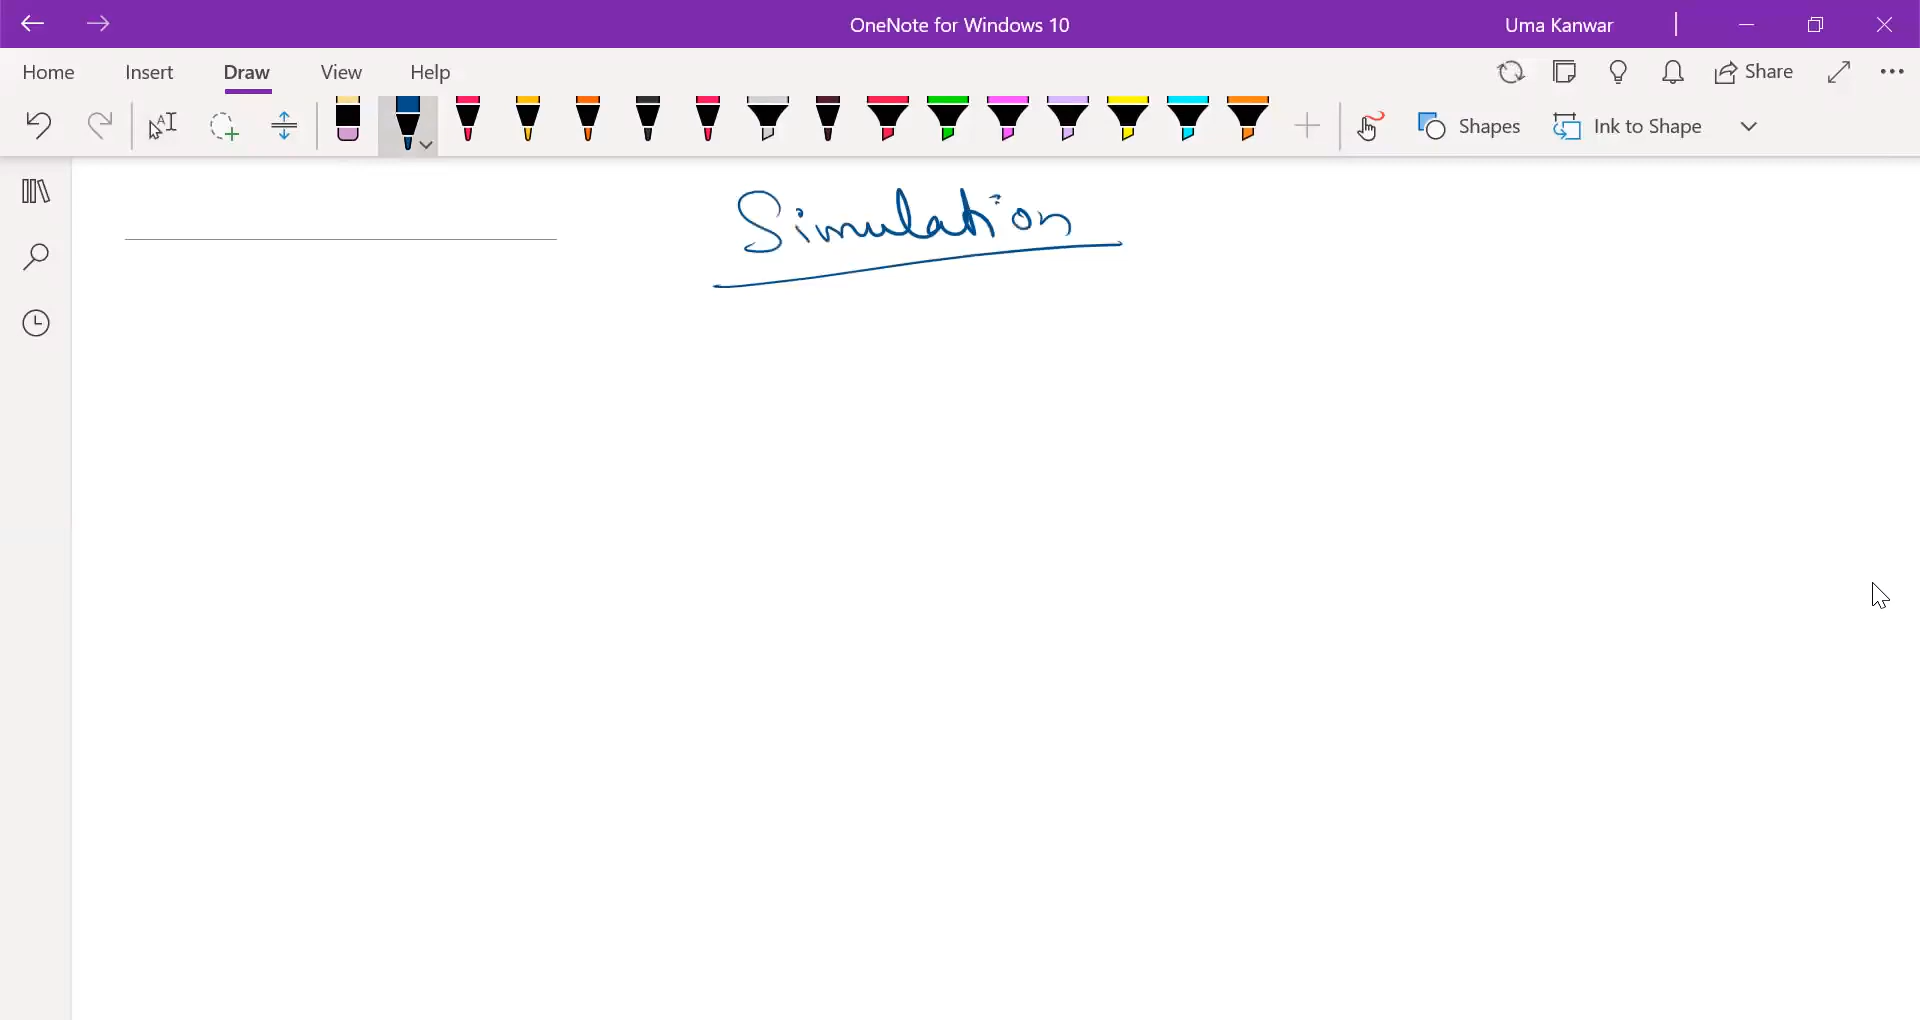 OneNote for Windows 10
Uma Kanwar
Home Insert Draw View Help
Share
Shapes
Ink to Shape
Simulation